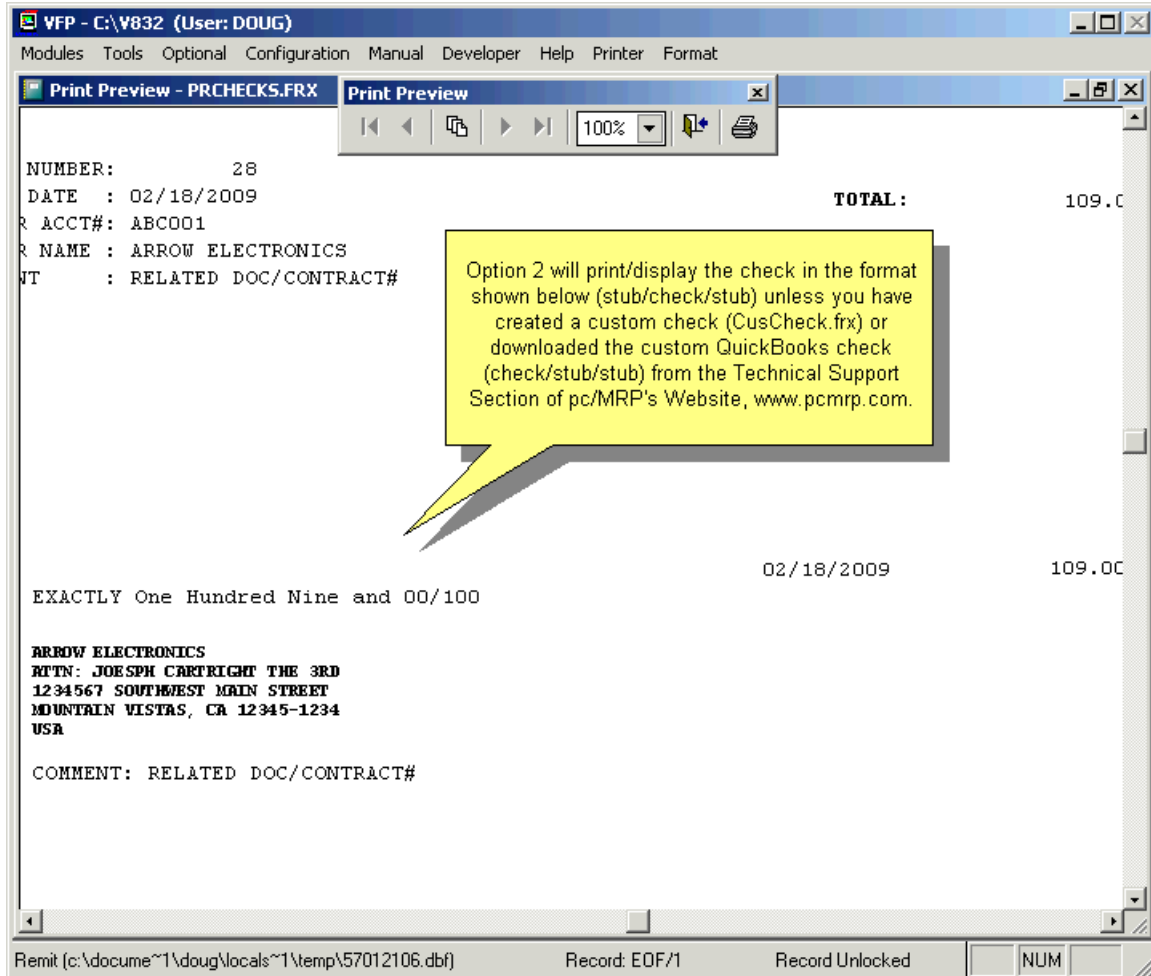 VFP - C:\V832 (User: DOUG)
Modules Tools Optional Configuration Manual Developer Help Printer Format
Print Preview - PRCHECKS.FRX
Print Preview
100%
NUMBER: 28
DATE : 02/18/2009
TOTAL: 109.0
R ACCT#: ABC001
R NAME : ARROW ELECTRONICS
NT : RELATED DOC/CONTRACT#
Option 2 will print/display the check in the format
shown below (stub/check/stub) unless you have
created a custom check (CusCheck.frx) or
downloaded the custom QuickBooks check
(check/stub/stub) from the Technical Support
Section of pc/MRP's Website, www.pcmrp.com.
02/18/2009 109.00
EXACTLY One Hundred Nine and 00/100
ARROW ELECTRONICS
ATTN: JOESPH CARTRIGHT THE 3RD
1234567 SOUTHWEST MAIN STREET
MOUNTAIN VISTAS, CA 12345-1234
USA
COMMENT: RELATED DOC/CONTRACT#
Remit (c:\docume~1\doug\locals~1\temp\57012106.dbf) Record: EOF/1 Record Unlocked NUM